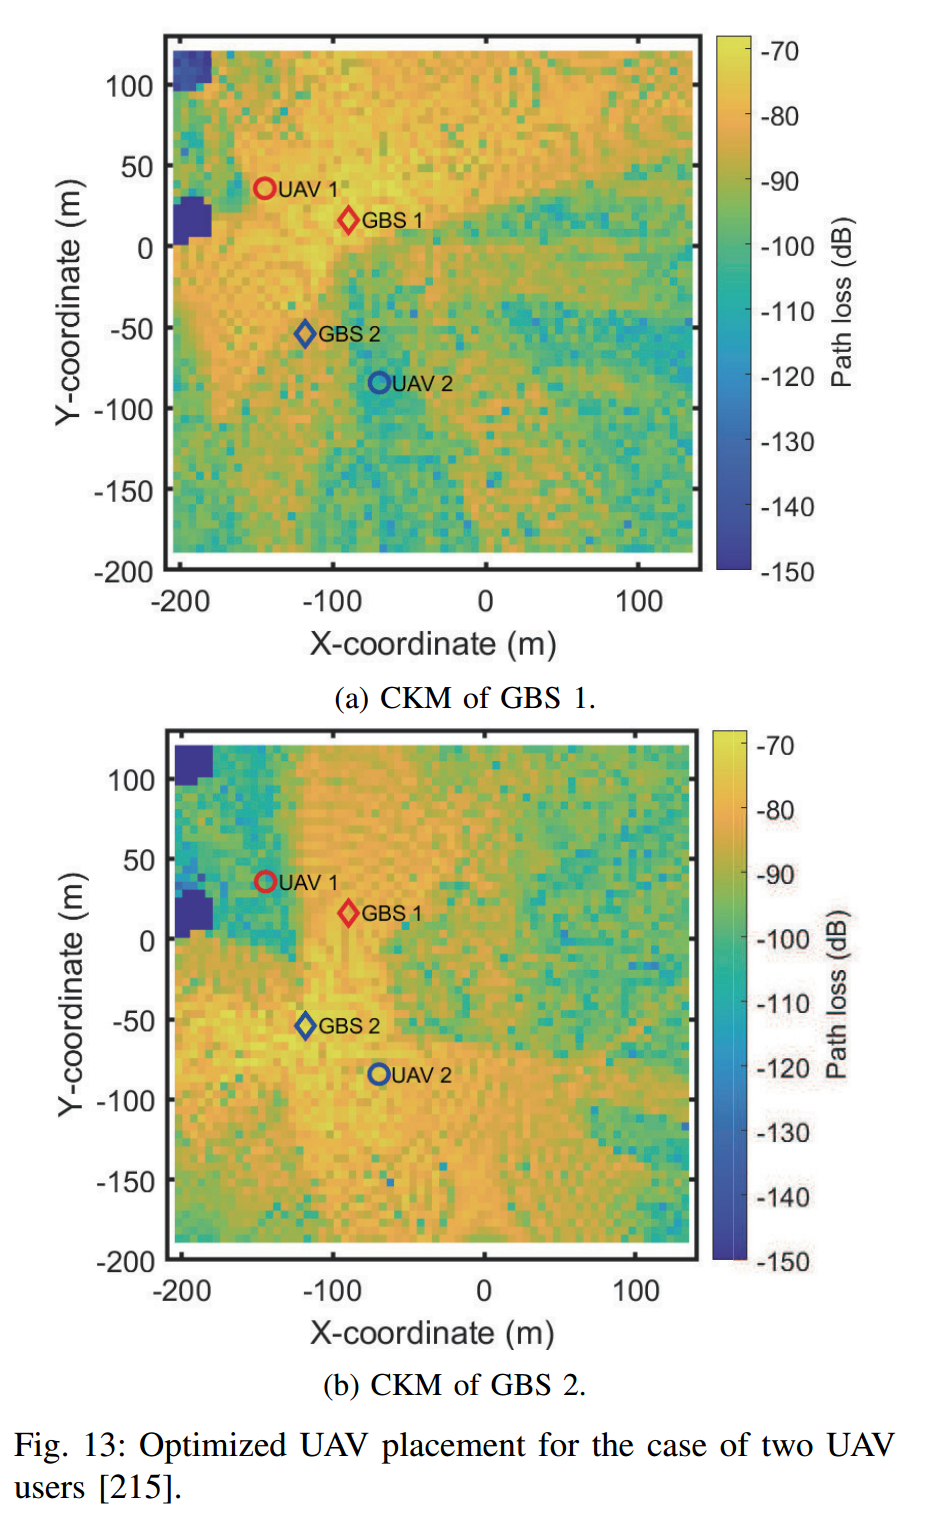 100
50
0
-50
-100
-150
-200
Y-coordinate (m)
UAV 1
GBS 1
GBS 2
UAV 2
-200 -100 0 100
X-coordinate (m)
-70
-80
-90
-100
-110
-120
-130
-140
-150
Path loss (dB)
(a) CKM of GBS 1.
100
50
0
-50
-100
-150
-200
Y-coordinate (m)
UAV 1
GBS 1
GBS 2
UAV 2
-200 -100 0 100
X-coordinate (m)
-70
-80
-90
-100
-110
-120
-130
-140
-150
Path loss (dB)
(b) CKM of GBS 2.
Fig. 13: Optimized UAV placement for the case of two UAV
users [215].